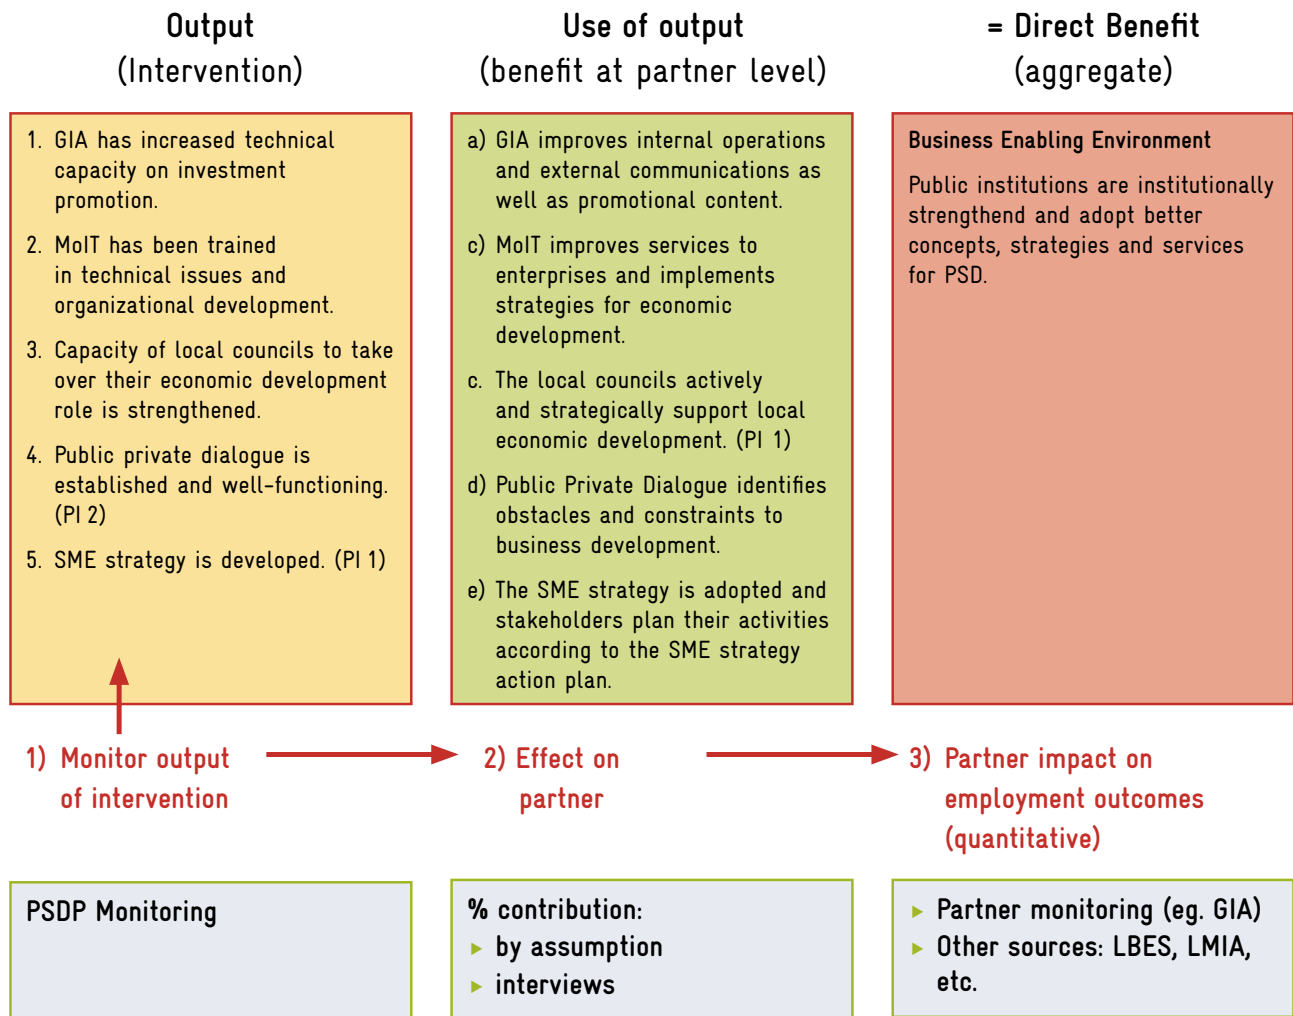 Output
(Intervention)
Use of output
(benefit at partner level)
= Direct Benefit
(aggregate)
1. GIA has increased technical
capacity on investment
promotion.
2. MoIT has been trained
in technical issues and
organizational development.
3. Capacity of local councils to take
over their economic development
role is strengthened.
4. Public private dialogue is
established and well-functioning.
(PI 2)
5. SME strategy is developed. (PI 1)
a) GIA improves internal operations
and external communications as
well as promotional content.
c) MoIT improves services to
enterprises and implements
strategies for economic
development.
c. The local councils actively
and strategically support local
economic development. (PI 1)
d) Public Private Dialogue identifies
obstacles and constraints to
business development.
e) The SME strategy is adopted and
stakeholders plan their activities
according to the SME strategy
action plan.
Business Enabling Environment
Public institutions are institutionally
strengthend and adopt better
concepts, strategies and services
for PSD.
1) Monitor output
of intervention
2) Effect on
partner
3) Partner impact on
employment outcomes
(quantitative)
PSDP Monitoring
% contribution:
▸ by assumption
▸ interviews
▸ Partner monitoring (eg. GIA)
▸ Other sources: LBES, LMIA,
etc.